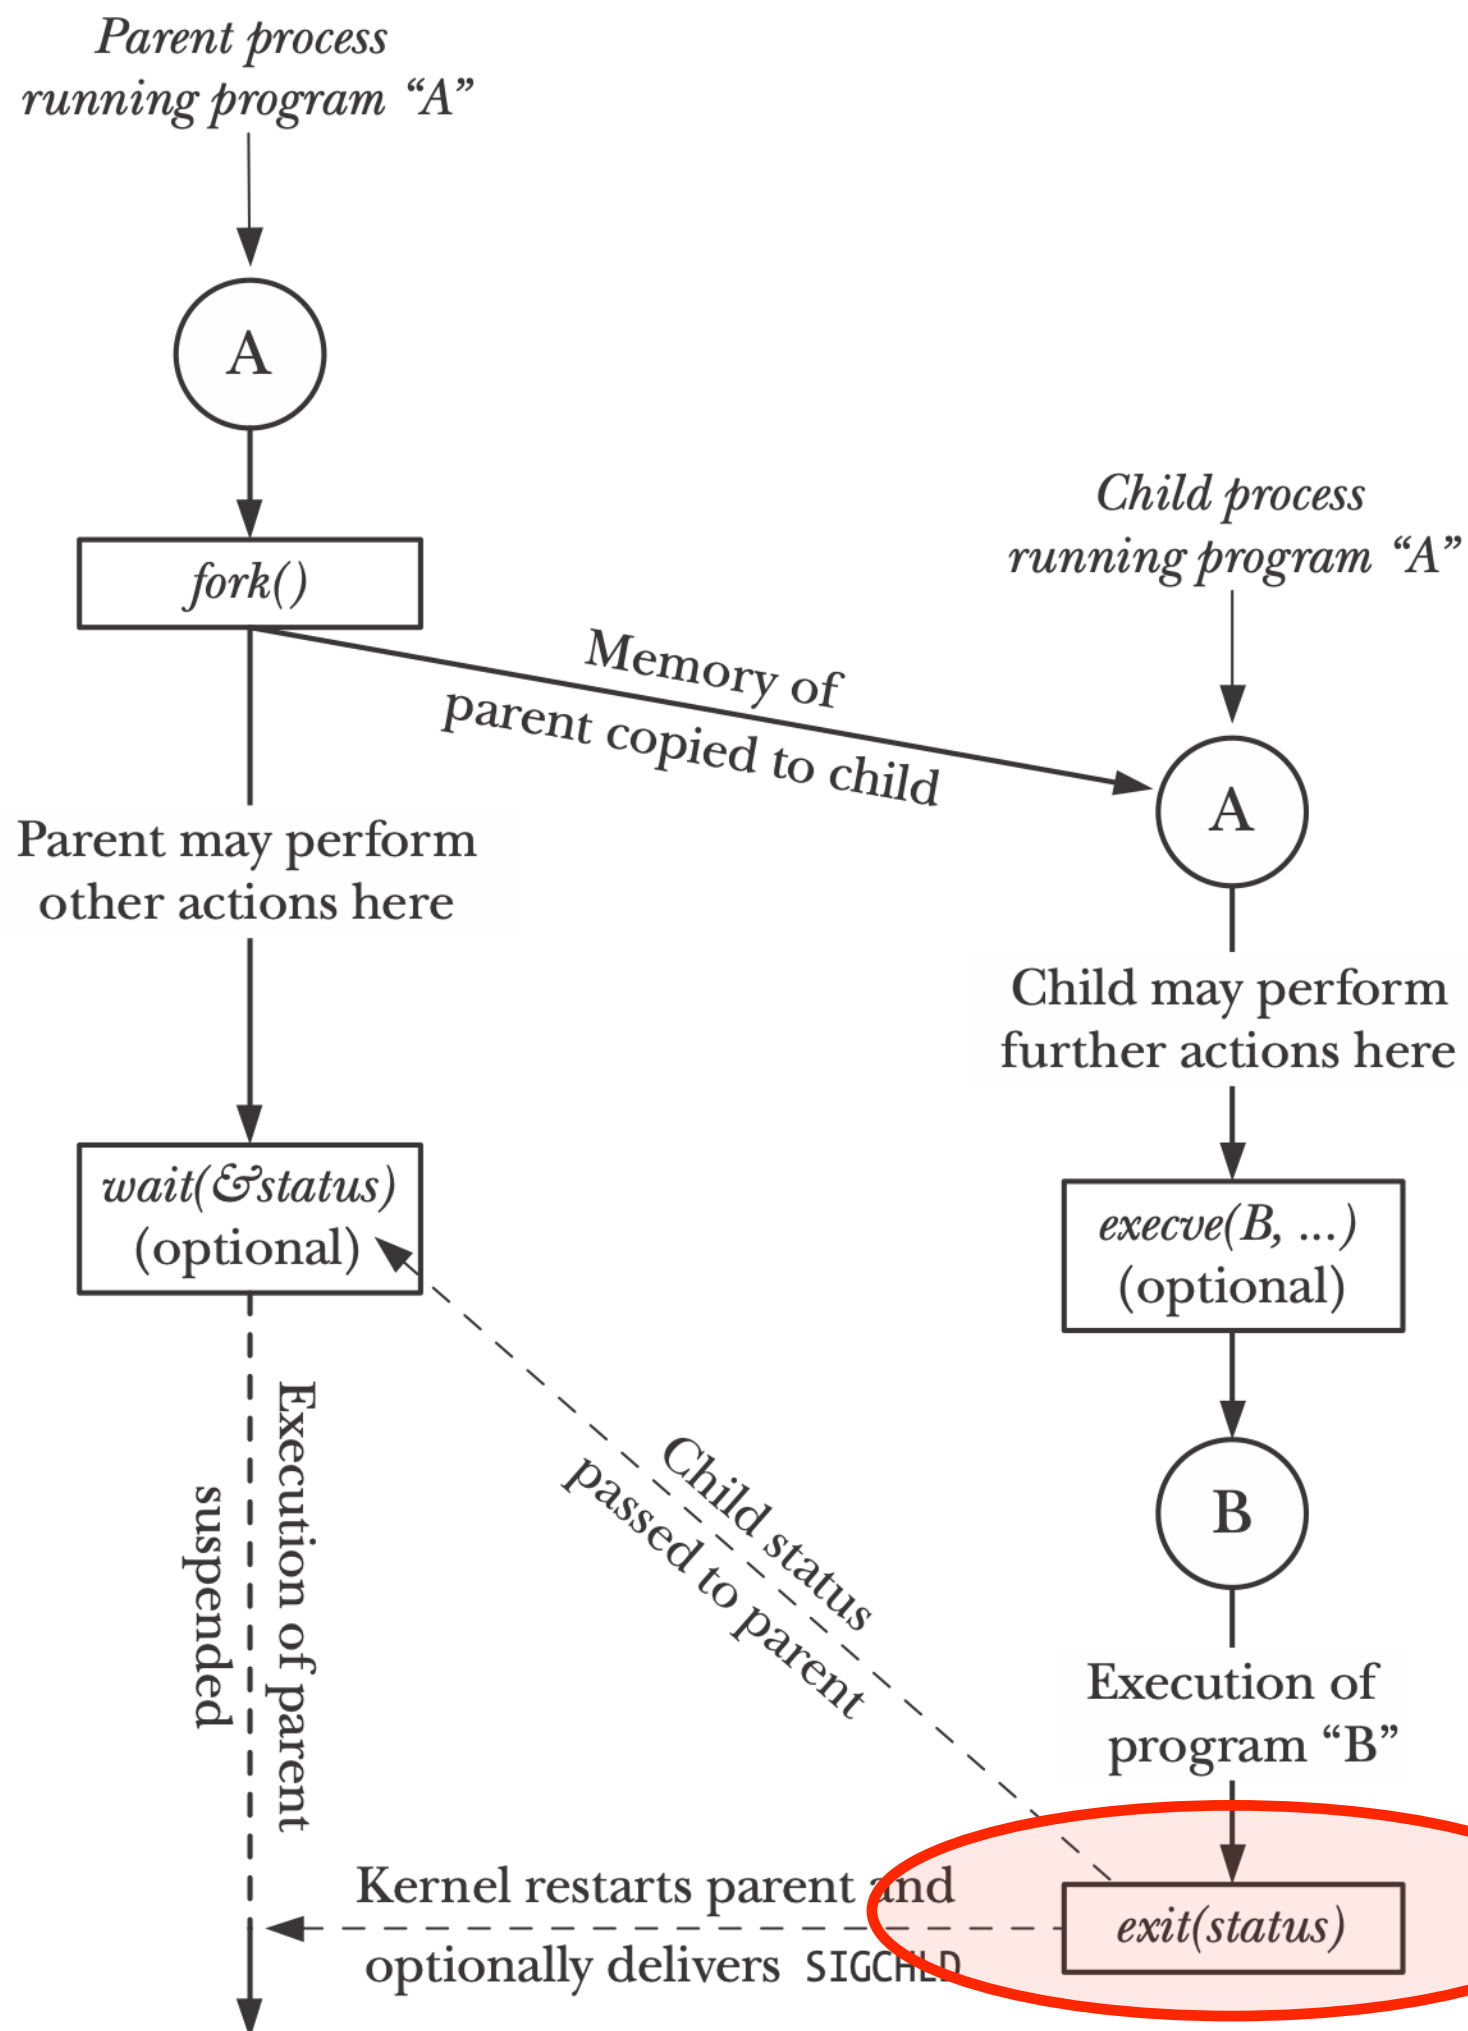 Parent process
running program “A”
A
fork()
Memory of
parent copied to child
Child process
running program “A”
A
Parent may perform
other actions here
Child may perform
further actions here
wait(&status)
(optional)
execve(B, ...)
(optional)
B
Execution of parent
suspended
Child status
passed to parent
Execution of
program “B”
Kernel restarts parent and
optionally delivers SIGCHLD
exit(status)